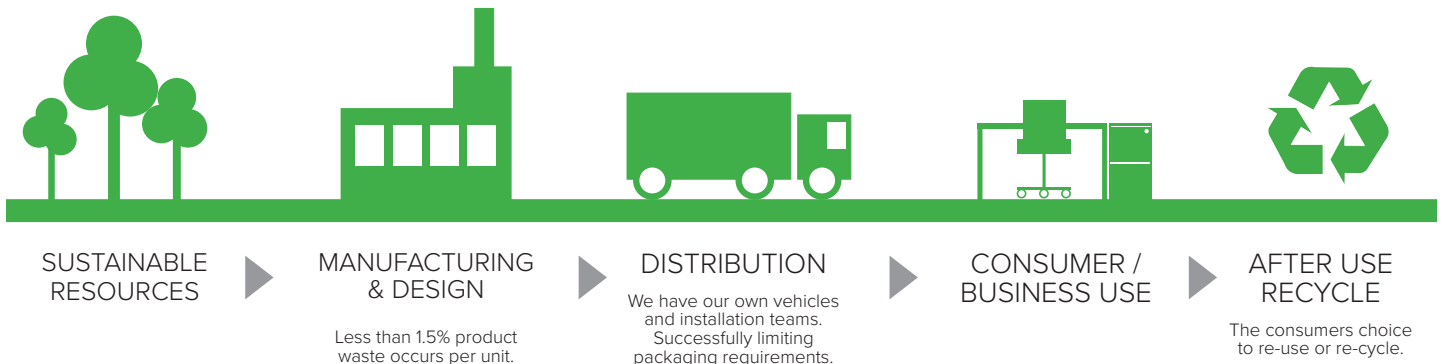 SUSTAINABLE
RESOURCES
MANUFACTURING
& DESIGN
Less than 1.5% product
waste occurs per unit.
DISTRIBUTION
We have our own vehicles
and installation teams.
Successfully limiting
packaging requirements.
CONSUMER /
BUSINESS USE
AFTER USE
RECYCLE
The consumers choice
to re-use or re-cycle.